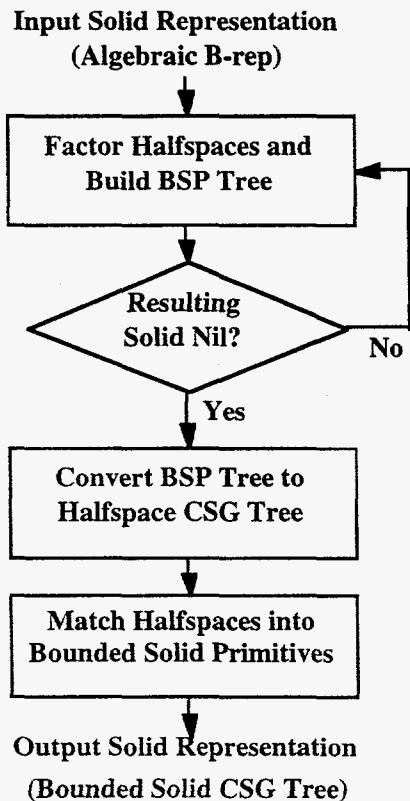 Input Solid Representation
(Algebraic B-rep)
Factor Halfspaces and
Build BSP Tree
Resulting
Solid Nil?
No
Yes
Convert BSP Tree to
Halfspace CSG Tree
Match Halfspaces into
Bounded Solid Primitives
Output Solid Representation
(Bounded Solid CSG Tree)